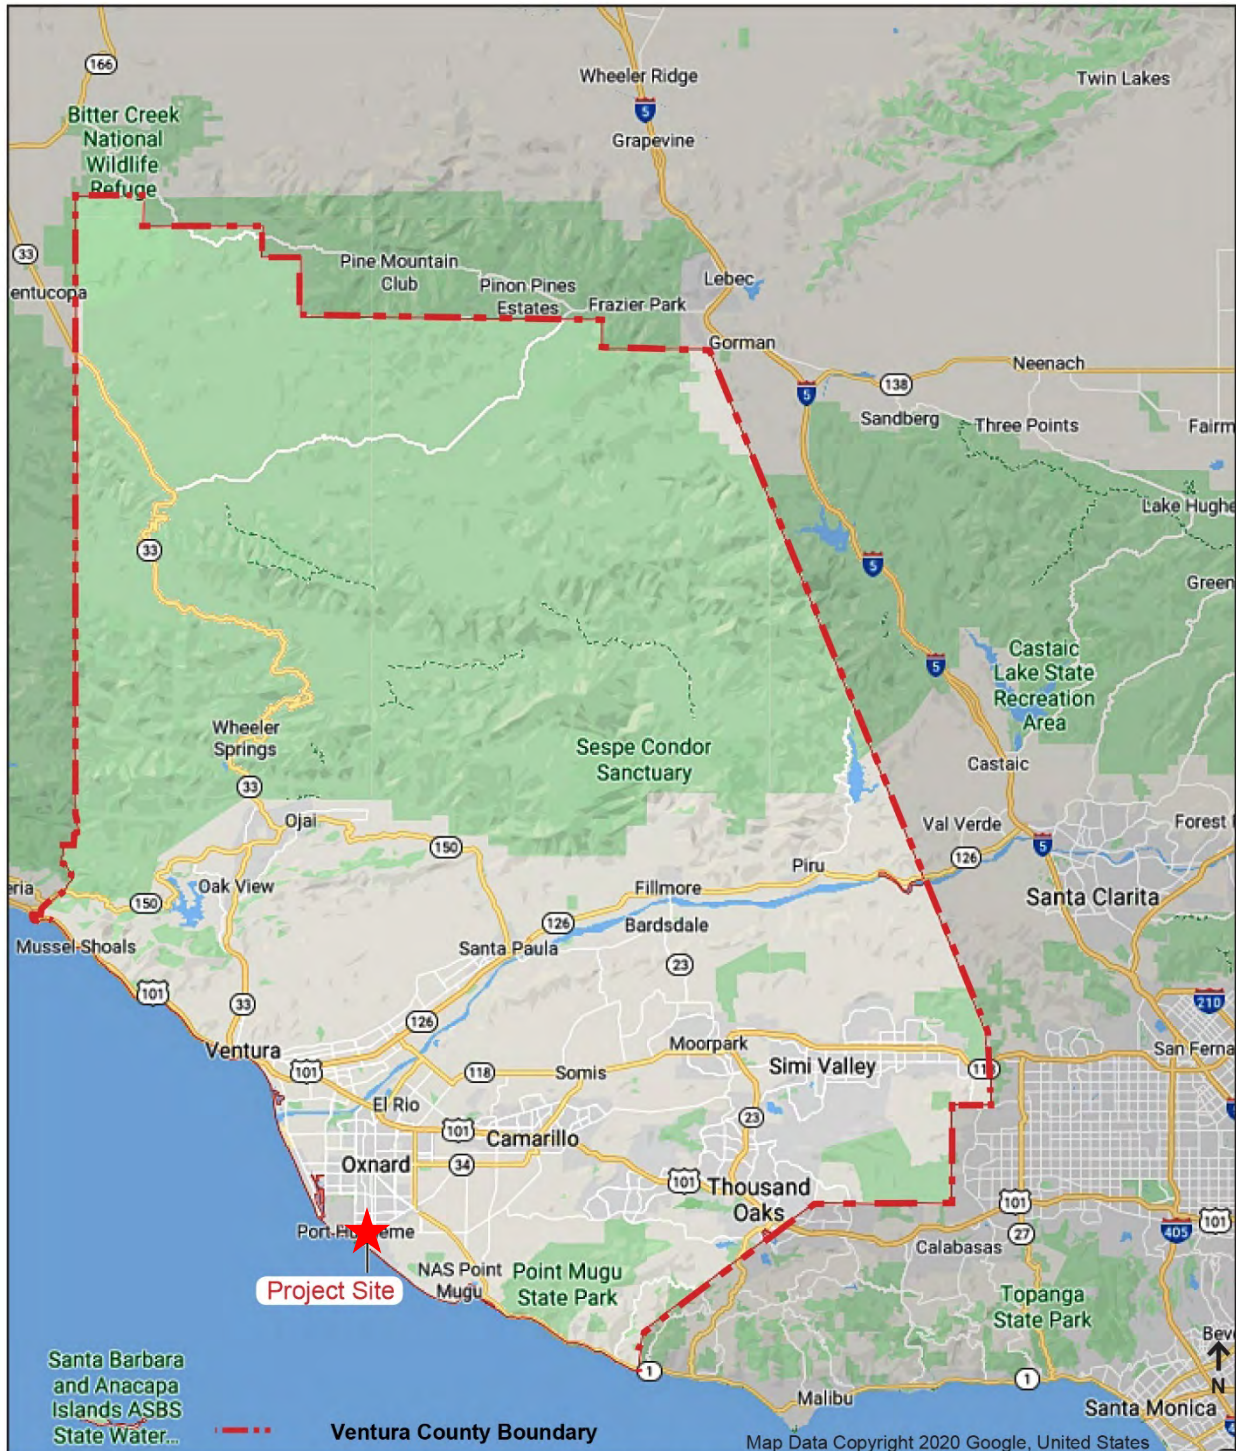 166
Wheeler Ridge
Twin Lakes
5
Bitter Creek
National
Wildlife
Refuge
Grapevine
33
Pine Mountain
Club
Lebec
entucopa
Pinon Pines
Estates
Frazier Park
Gorman
Neenach
5
138
Sandberg
Three Points
Fairm
Lake Hughe
33
5
Green
5
Castaic
Lake State
Recreation
Area
Wheeler
Springs
Sespe Condor
Sanctuary
Castaic
33
Ojai
150
Val Verde
Forest
5
126
Piru
eria
150
Oak View
Fillmore
Santa Clarita
126
Bardsdale
Mussel Shoals
Santa Paula
23
101
33
210
126
Ventura
Moorpark
San Ferna
101
118
Somis
Simi Valley
El Rio
23
101
Camarillo
Oxnard
34
101
Thousand
Oaks
101
27
405
101
Calabasas
NAS Point
Mugu
Point Mugu
State Park
Project Site
Topanga
State Park
Santa Barbara
and Anacapa
Islands ASBS
State Water...
1
1
Malibu
Bev
N
Santa Monica
Ventura County Boundary
Map Data Copyright 2020 Google, United States